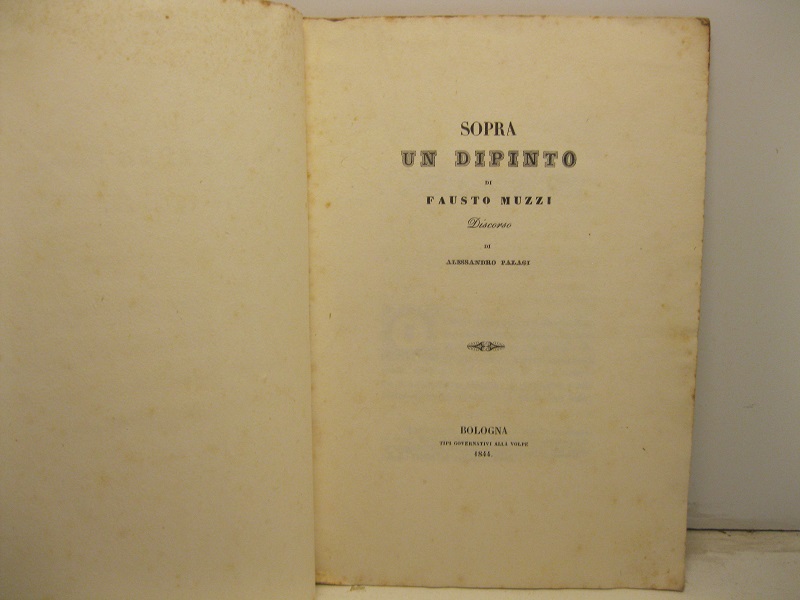 SOPRA
UN DIPINTO
DI
FAUSTO MUZZI
Discorso
DI
ALESSANDRO PALAGI
BOLOGNA
TIPI GOVERNATIVI ALLA VOLPE
1844.